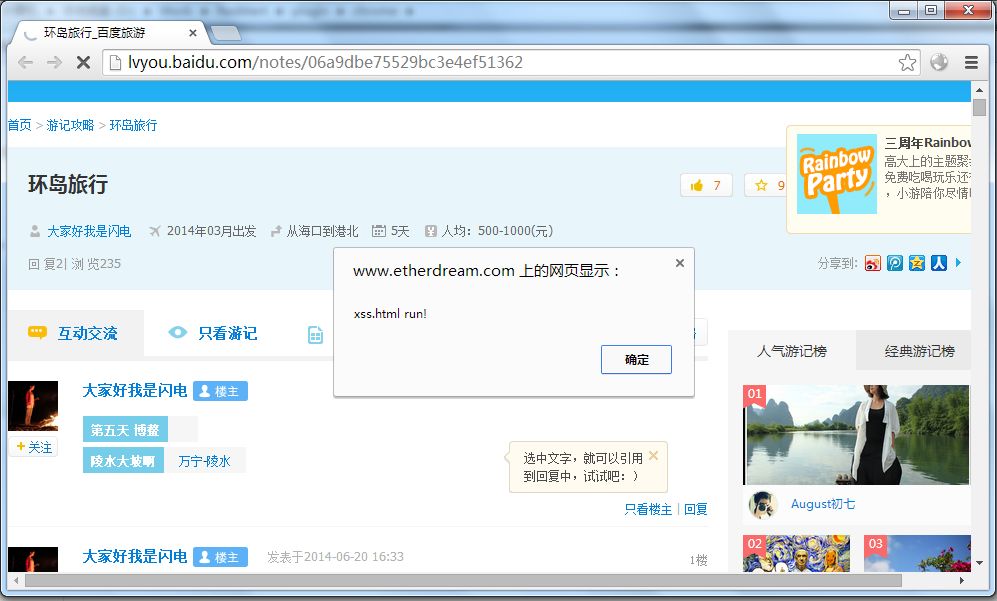 环岛旅行_百度旅游
lvyou.baidu.com/notes/06a9dbe75529bc3e4ef51362
首页 > 游记攻略 > 环岛旅行
环岛旅行
7
9
Rainbow
Party
三周年Rainbow
高大上的主题聚
免费吃喝玩乐还
，小游陪你尽情
大家好我是闪电
2014年03月出发
从海口到港北
5天
人均：500-1000(元)
回 复2| 浏 览235
分享到:
www.etherdream.com 上的网页显示：
xss.html run!
确定
互动交流
只看游记
人气游记榜
经典游记榜
大家好我是闪电 楼主
+关注
第五天 博鳌
陵水大坡啊
万宁-陵水
选中文字，就可以引用
到回复中，试试吧：）
只看楼主 | 回复
01
August初七
大家好我是闪电 楼主
发表于2014-06-20 16:33
1楼
02
03